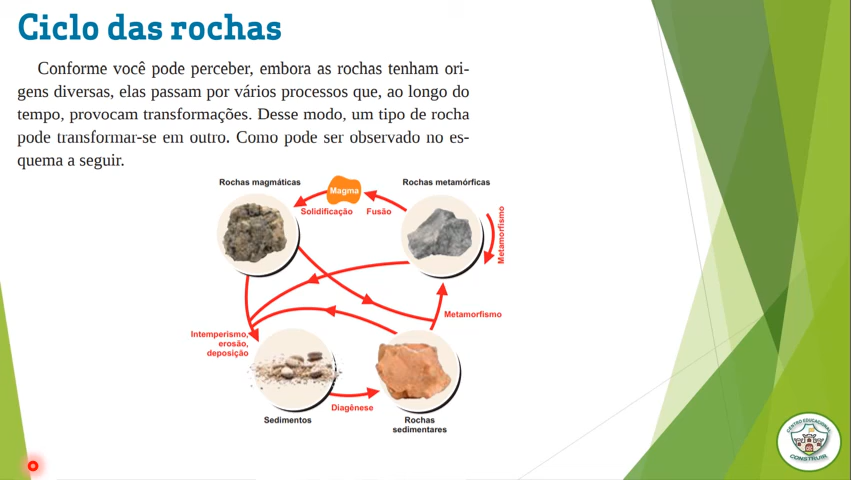 Ciclo das rochas
Conforme você pode perceber, embora as rochas tenham ori-
gens diversas, elas passam por vários processos que, ao longo do
tempo, provocam transformações. Desse modo, um tipo de rocha
pode transformar-se em outro. Como pode ser observado no es-
quema a seguir.
Rochas magmáticas
Magma
Rochas metamórficas
Solidificação
Fusão
Metamorfismo
Metamorfismo
Intemperismo,
erosão,
deposição
Diagênese
Sedimentos
Rochas
sedimentares
CENTRO EDUCACIONAL
CONSTRUIR